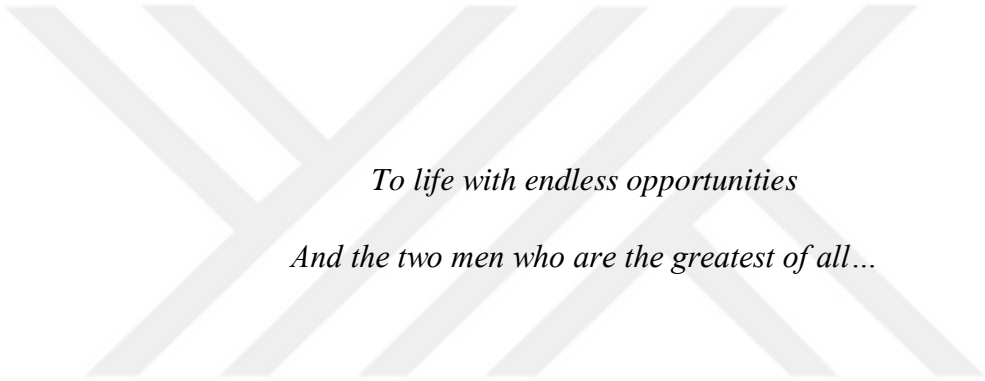 To life with endless opportunities
And the two men who are the greatest of all…